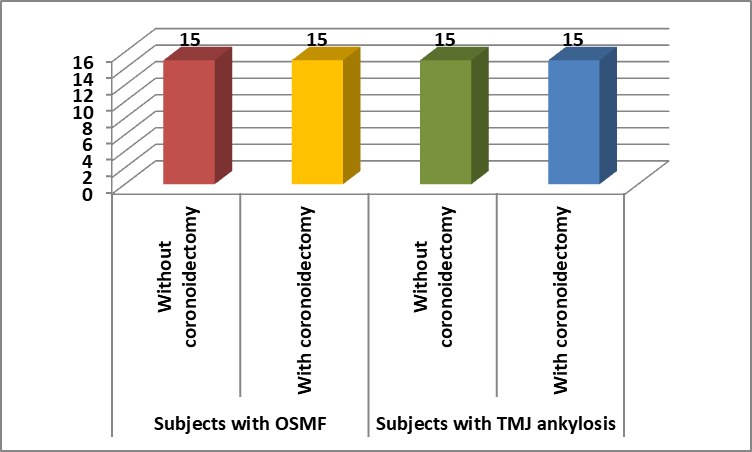 15
15
15
15
16
14
12
10
8
6
4
2
0
Without
coronoidectomy
With coronoidectomy
Without
coronoidectomy
With coronoidectomy
Subjects with OSMF
Subjects with TMJ ankylosis